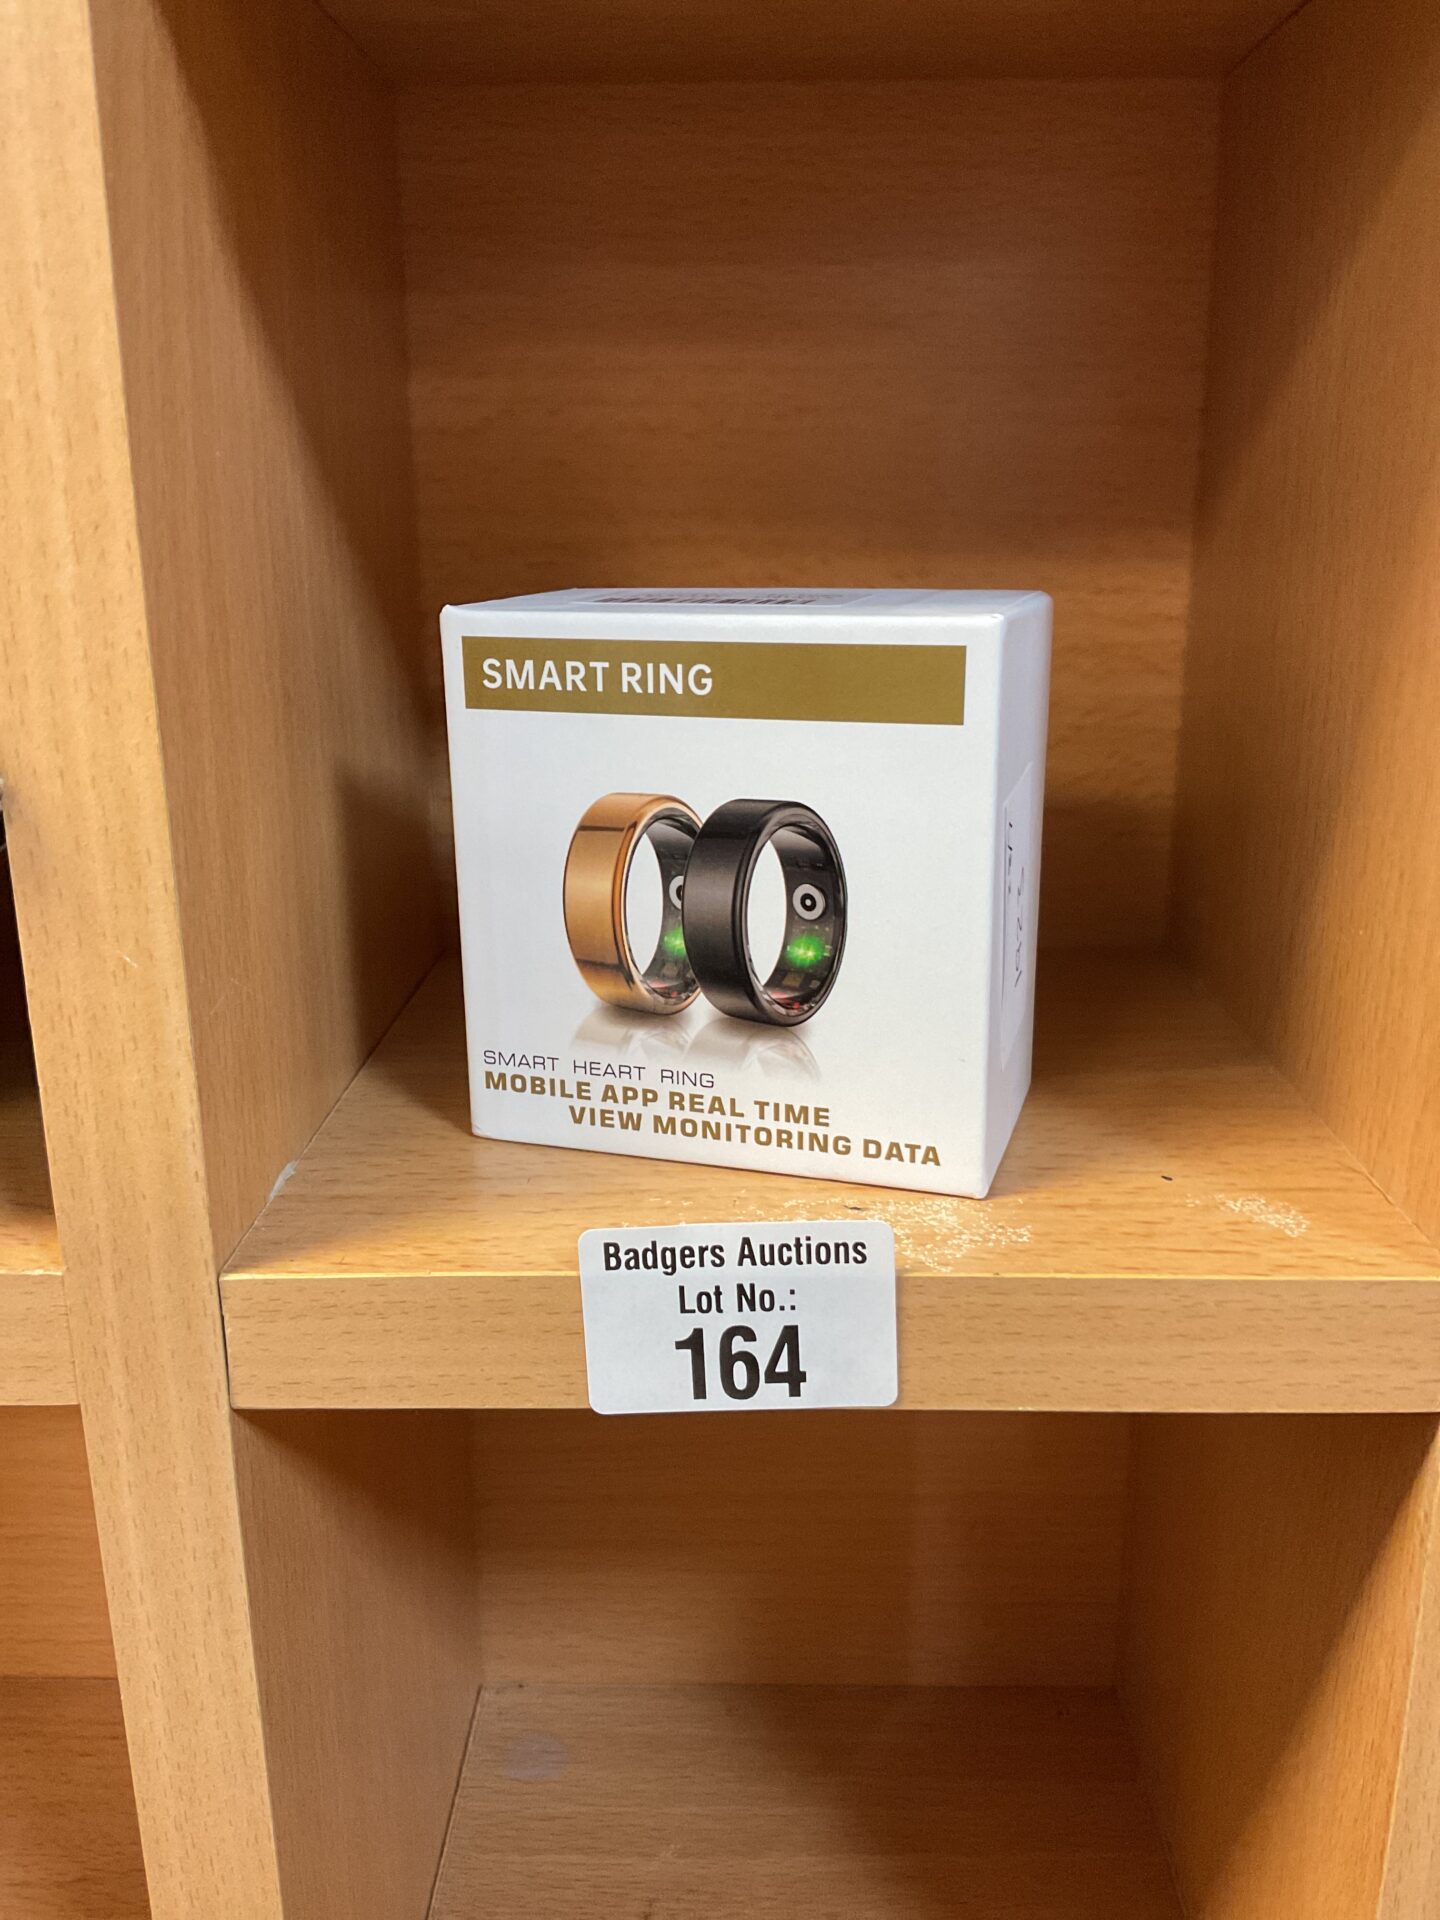 SMART RING
SMART HEART RING
MOBILE APP REAL TIME
VIEW MONITORING DATA
Badgers Auctions
Lot No.:
164